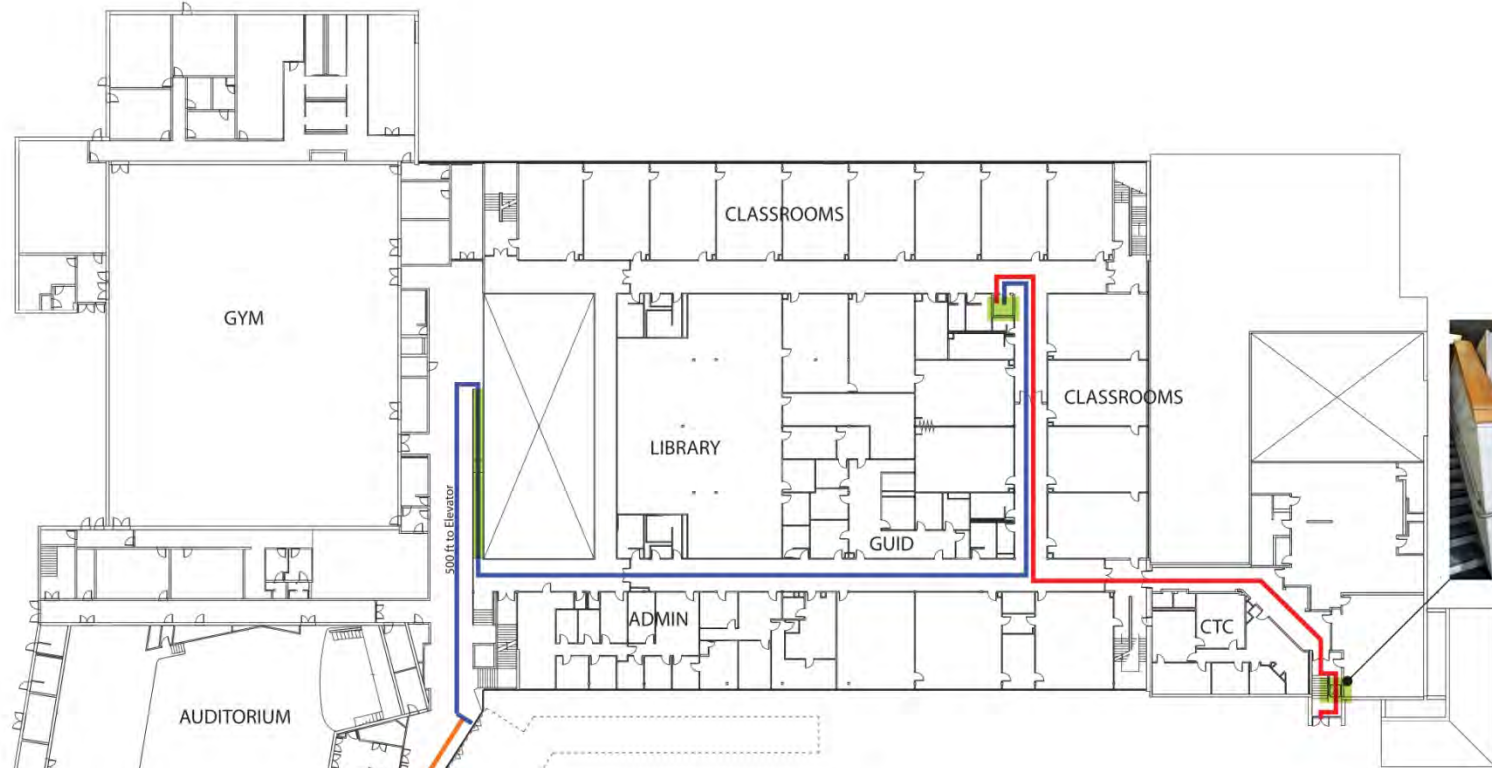 CLASSROOMS
GYM
CLASSROOMS
LIBRARY
500 ft to Elevator
GUID
ADMIN
CTC
AUDITORIUM